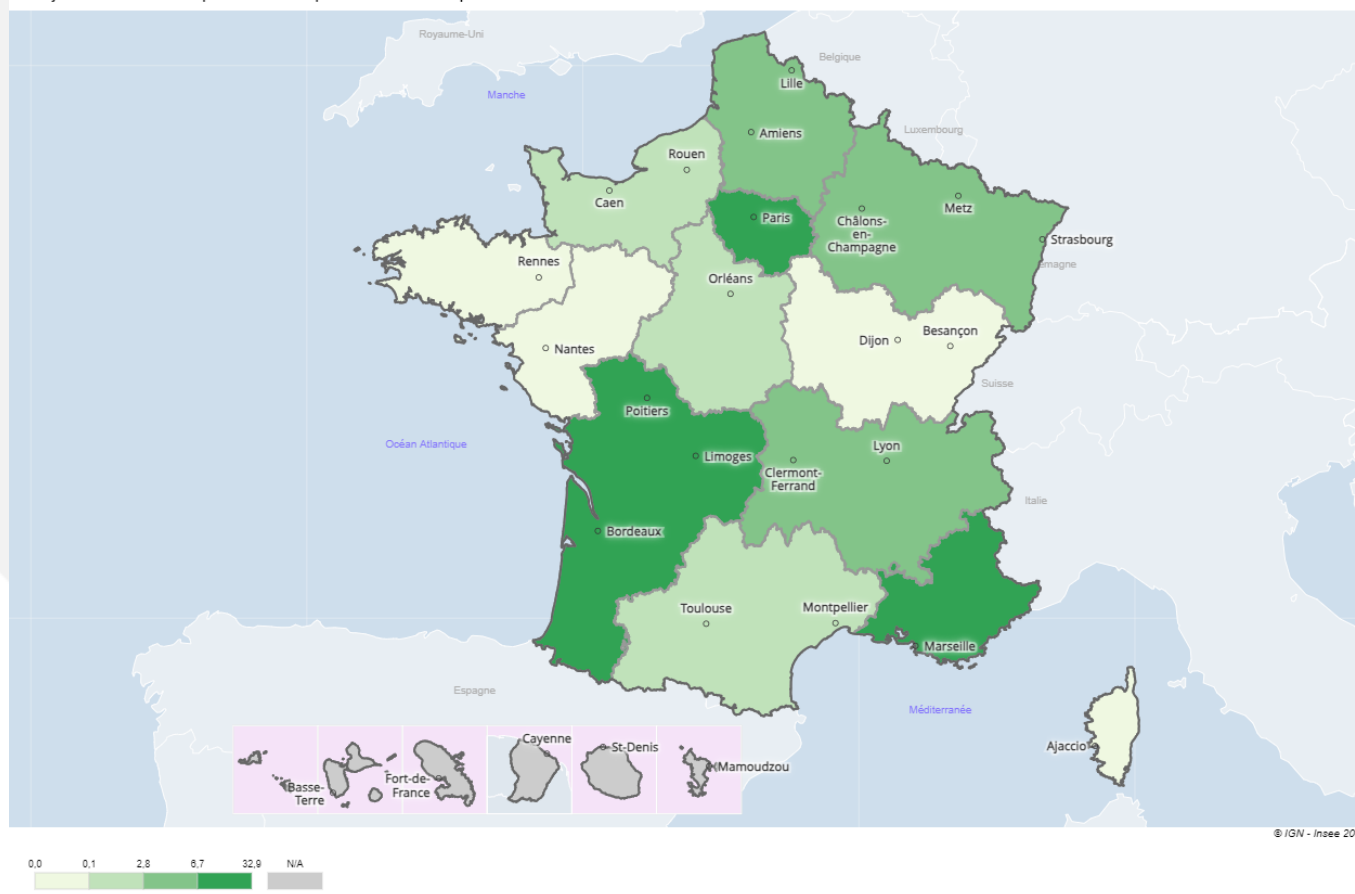 Royaume-Uni
Belgique
Lille
Manche
Luxembourg
Amiens
Rouen
Metz
Caen
Paris
Châlons-
en-
Champagne
Strasbourg
Rennes
Orléans
Besançon
Dijon
Nantes
Suisse
Poitiers
Océan Atlantique
Lyon
Limoges
Clermont-
Ferrand
Italie
Bordeaux
Toulouse
Montpellier
Marseille
Espagne
Méditerranée
Ajaccio
Cayenne
St-Denis
Mamoudzou
Basse-
Terre
Fort-de-
France
© IGN - Insee 20
0,0 0,1 2,8 6,7 32,9 N/A